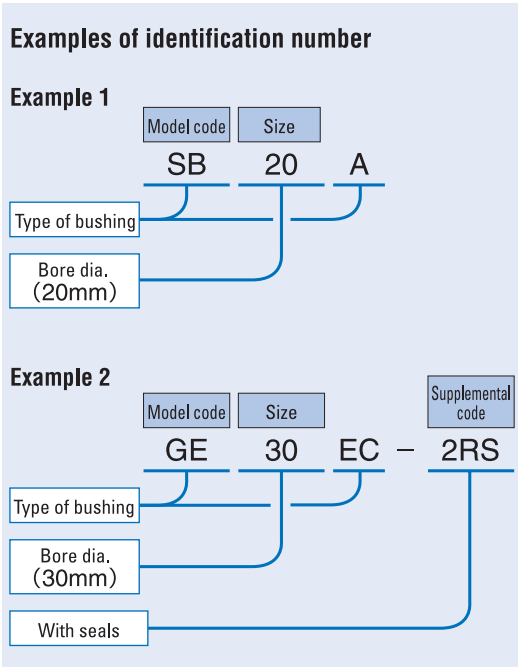 Examples of identification number
Example 1
Model code Size
SB 20 A
Type of bushing
Bore dia.
(20mm)
Example 2
Supplemental
code
Model code Size
GE 30 EC – 2RS
Type of bushing
Bore dia.
(30mm)
With seals